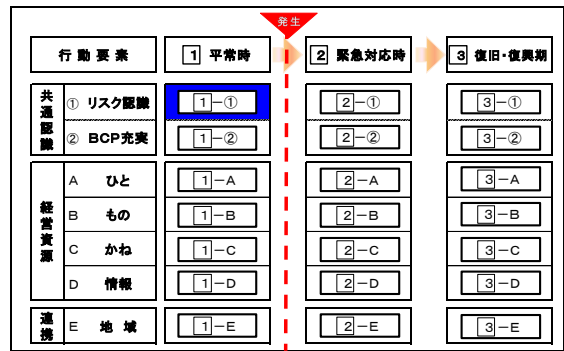 発生
行動要素 1 平常時 2 緊急対応時 3 復旧・復興期
共通認識
① リスク認識 1－① 2－① 3－①
② BCP充実 1－② 2－② 3－②
経営資源
A ひと 1－A 2－A 3－A
B もの 1－B 2－B 3－B
C かね 1－C 2－C 3－C
D 情報 1－D 2－D 3－D
連携
E 地域 1－E 2－E 3－E